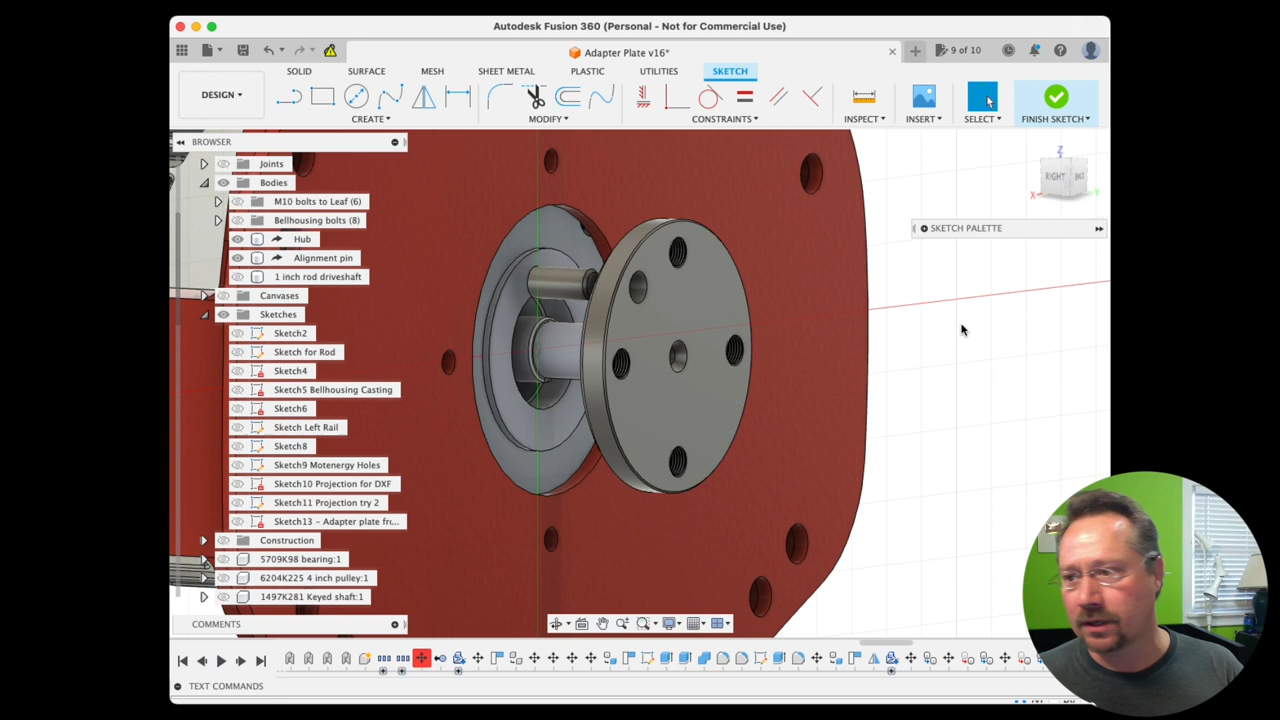 Autodesk Fusion 360 (Personal - Not for Commercial Use)
Adapter Plate v16*
9 of 10
DESIGN
SOLID
SURFACE
MESH
SHEET METAL
PLASTIC
UTILITIES
SKETCH
CREATE
MODIFY
CONSTRAINTS
INSPECT
INSERT
SELECT
FINISH SKETCH
BROWSER
Joints
Bodies
M10 bolts to Leaf (6)
Bellhousing bolts (8)
Hub
Alignment pin
1 inch rod driveshaft
Canvases
Sketches
Sketch2
Sketch for Rod
Sketch4
Sketch5 Bellhousing Casting
Sketch6
Sketch Left Rail
Sketch8
Sketch9 Motenergy Holes
Sketch10 Projection for DXF
Sketch11 Projection try 2
Sketch13 - Adapter plate fr...
Construction
5709K98 bearing:1
6204K225 4 inch pulley:1
1497K281 Keyed shaft:1
COMMENTS
TEXT COMMANDS
SKETCH PALETTE
Z
RIGHT
X
Y